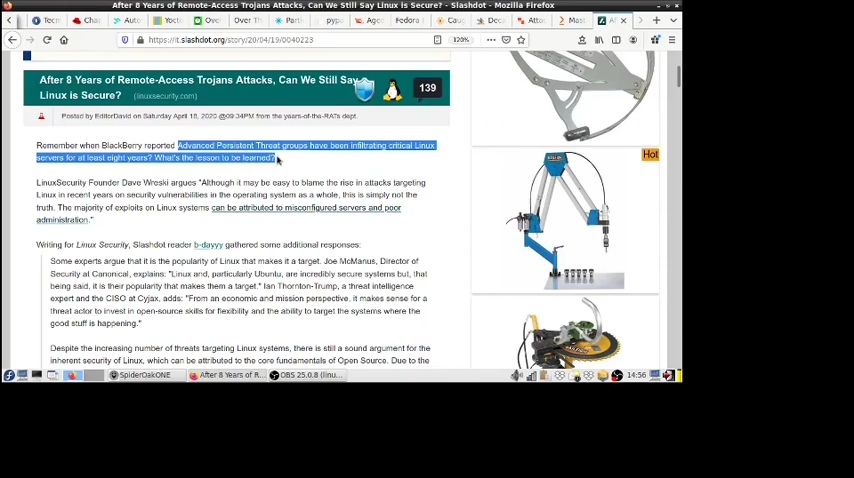 After 8 Years of Remote-Access Trojans Attacks, Can We Still Say Linux is Secure? - Slashdot - Mozilla Firefox
https://it.slashdot.org/story/20/04/19/0040223
120%
After 8 Years of Remote-Access Trojans Attacks, Can We Still Say
Linux is Secure? (linuxsecurity.com)
139
Posted by EditorDavid on Saturday April 18, 2020 @09:34PM from the years-of-the-RATs dept.
Remember when BlackBerry reported Advanced Persistent Threat groups have been infiltrating critical Linux
servers for at least eight years? What's the lesson to be learned?
LinuxSecurity Founder Dave Wreski argues "Although it may be easy to blame the rise in attacks targeting
Linux in recent years on security vulnerabilities in the operating system as a whole, this is simply not the
truth. The majority of exploits on Linux systems can be attributed to misconfigured servers and poor
administration."
Writing for Linux Security, Slashdot reader b-dayyy gathered some additional responses:
Some experts argue that it is the popularity of Linux that makes it a target. Joe McManus, Director of
Security at Canonical, explains: "Linux and, particularly Ubuntu, are incredibly secure systems but, that
being said, it is their popularity that makes them a target." Ian Thornton-Trump, a threat intelligence
expert and the CISO at Cyjax, adds: "From an economic and mission perspective, it makes sense for a
threat actor to invest in open-source skills for flexibility and the ability to target the systems where the
good stuff is happening."
Despite the increasing number of threats targeting Linux systems, there is still a sound argument for the
inherent security of Linux, which can be attributed to the core fundamentals of Open Source. Due to the
Hot
SpiderOakONE
After 8 Years of R...
OBS 25.0.8 (linu...
14:56